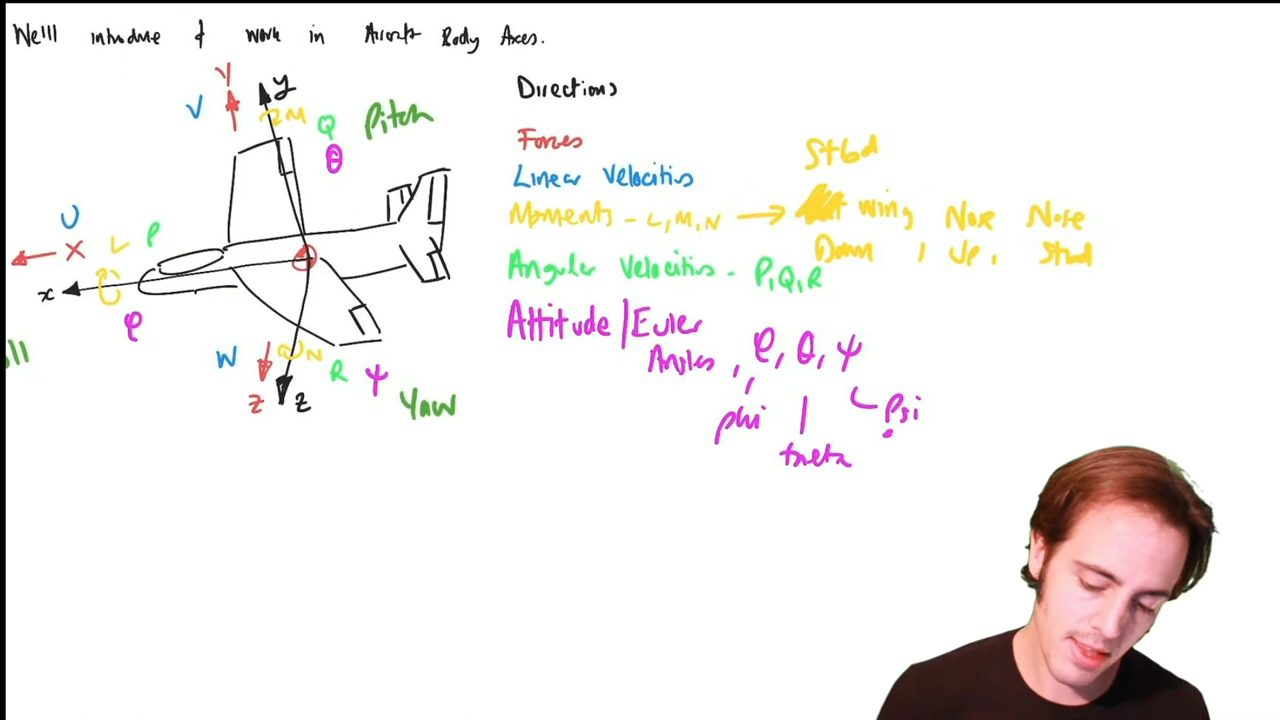 We'll introduce & work in Aircraft Body Axes.
Y
y
V
M
Q
Pitch
θ
U
X
L
P
x
φ
ll
W
N
R
ψ
Z
z
Yaw
Directions
Forces
Linear Velocities
Moments - L, M, N → wing Nose Nose
Stbd
Down , Up, Stbd
Angular Velocities - P, Q, R
Attitude / Euler
Angles, φ, θ, ψ
phi
Psi
theta